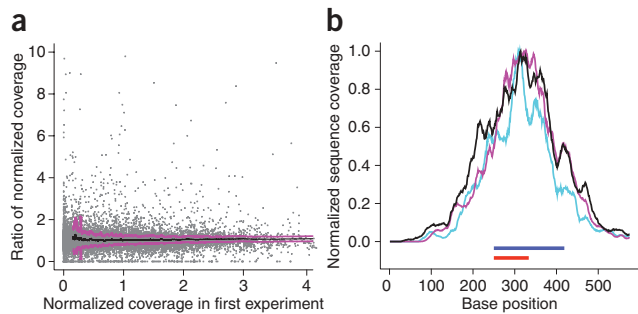 a
Ratio of normalized coverage
10
8
6
4
2
0
0 1 2 3 4
Normalized coverage in first experiment
b
Normalized sequence coverage
1.0
0.8
0.6
0.4
0.2
0.0
0 100 200 300 400 500
Base position